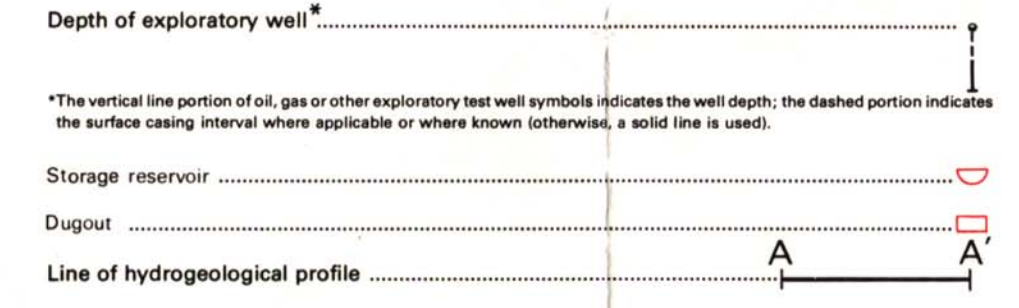 Depth of exploratory well*
*The vertical line portion of oil, gas or other exploratory test well symbols indicates the well depth; the dashed portion indicates
the surface casing interval where applicable or where known (otherwise, a solid line is used).
Storage reservoir
Dugout
A A′
Line of hydrogeological profile